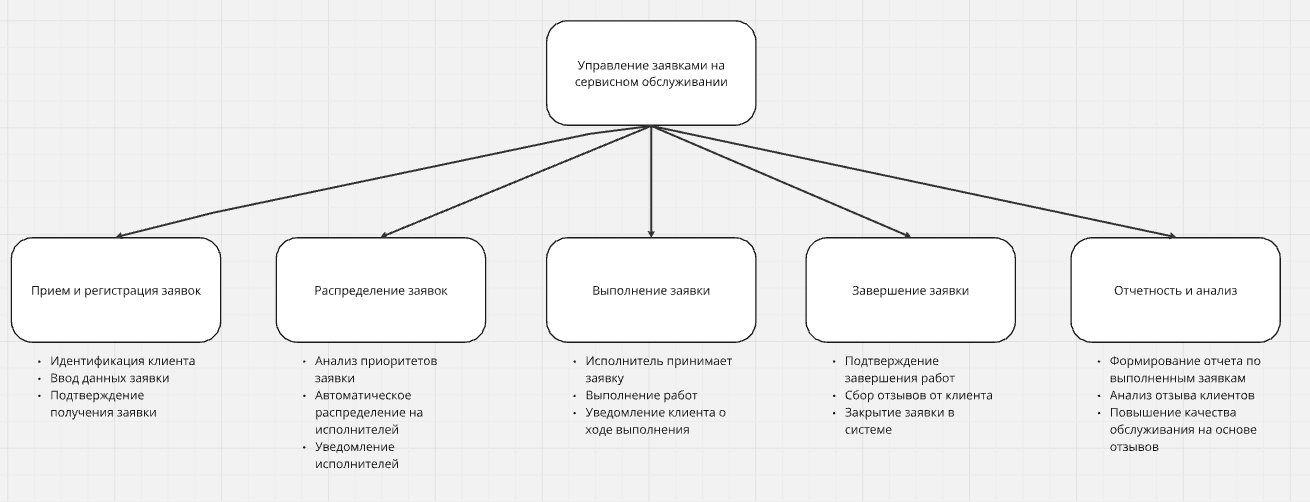 Управление заявками на
сервисном обслуживании
Прием и регистрация заявок
• Идентификация клиента
• Ввод данных заявки
• Подтверждение
получения заявки
Распределение заявок
• Анализ приоритетов
заявки
• Автоматическое
распределение на
исполнителей
• Уведомление
исполнителей
Выполнение заявки
• Исполнитель принимает
заявку
• Выполнение работ
• Уведомление клиента о
ходе выполнения
Завершение заявки
• Подтверждение
завершения работ
• Сбор отзывов от клиента
• Закрытие заявки в
системе
Отчетность и анализ
• Формирование отчета по
выполненным заявкам
• Анализ отзыва клиентов
• Повышение качества
обслуживания на основе
отзывов